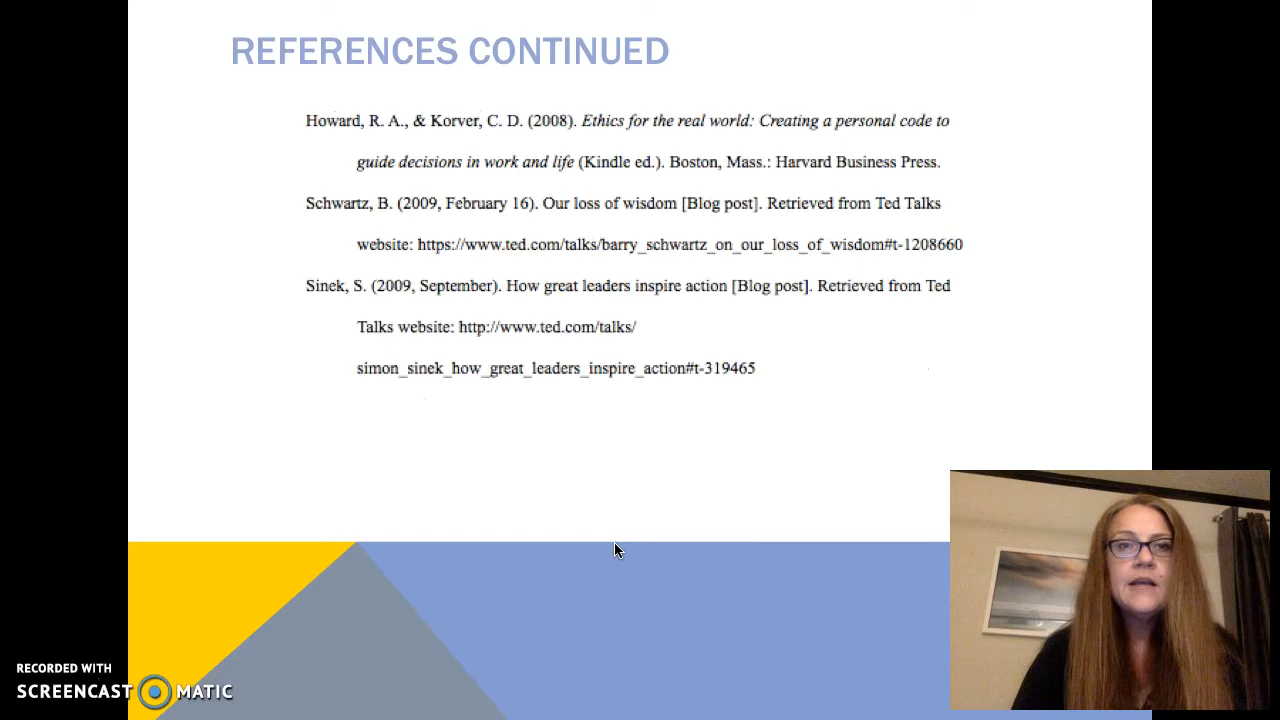 REFERENCES CONTINUED
Howard, R. A., & Korver, C. D. (2008). Ethics for the real world: Creating a personal code to
guide decisions in work and life (Kindle ed.). Boston, Mass.: Harvard Business Press.
Schwartz, B. (2009, February 16). Our loss of wisdom [Blog post]. Retrieved from Ted Talks
website: https://www.ted.com/talks/barry_schwartz_on_our_loss_of_wisdom#t-1208660
Sinek, S. (2009, September). How great leaders inspire action [Blog post]. Retrieved from Ted
Talks website: http://www.ted.com/talks/
simon_sinek_how_great_leaders_inspire_action#t-319465
RECORDED WITH
SCREENCAST MATIC